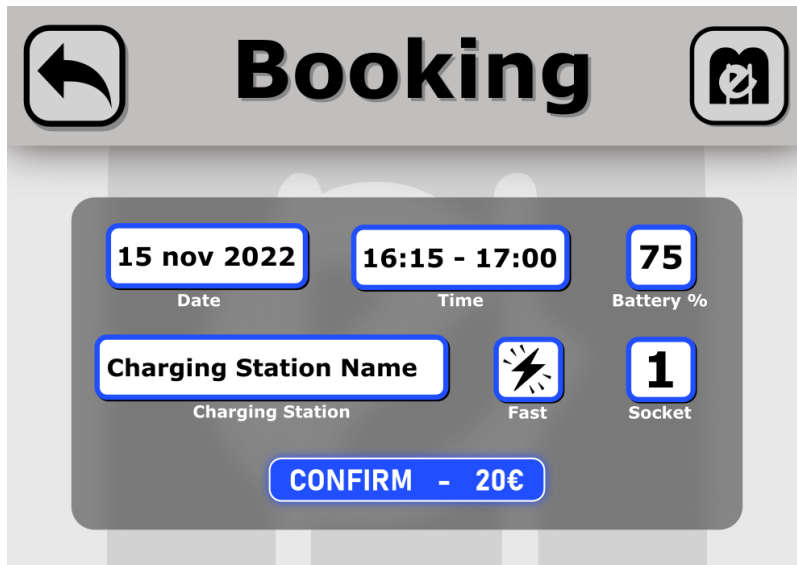 Booking
15 nov 2022
16:15 - 17:00
75
Date
Time
Battery %
Charging Station Name
1
Charging Station
Fast
Socket
CONFIRM - 20€